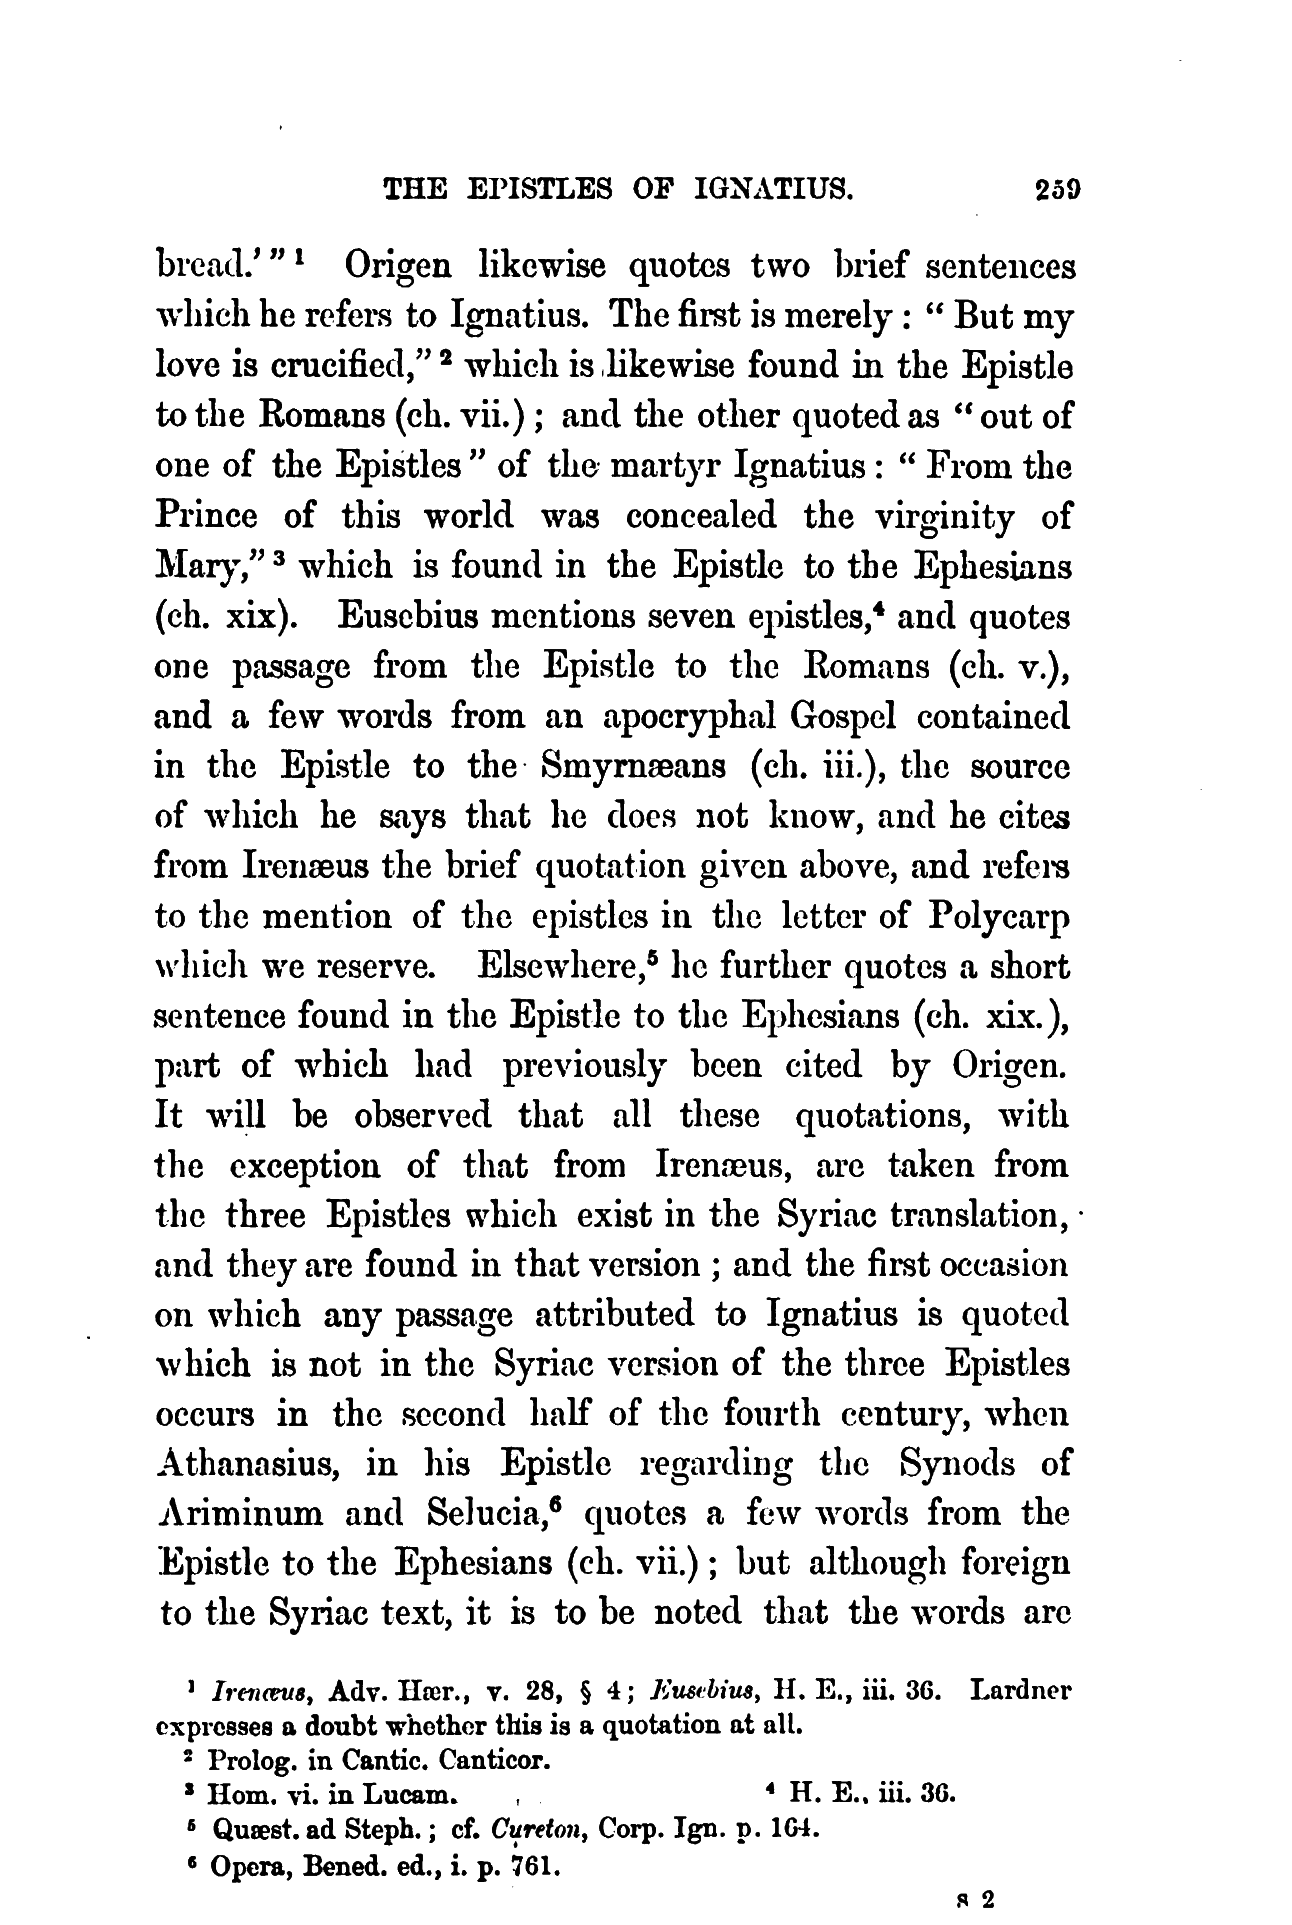 THE EPISTLES OF IGNATIUS. 259
bread.’” ¹ Origen likewise quotes two brief sentences
which he refers to Ignatius. The first is merely : “ But my
love is crucified,” ² which is likewise found in the Epistle
to the Romans (ch. vii.) ; and the other quoted as “ out of
one of the Epistles ” of the martyr Ignatius : “ From the
Prince of this world was concealed the virginity of
Mary,” ³ which is found in the Epistle to the Ephesians
(ch. xix). Eusebius mentions seven epistles,⁴ and quotes
one passage from the Epistle to the Romans (ch. v.),
and a few words from an apocryphal Gospel contained
in the Epistle to the Smyrnæans (ch. iii.), the source
of which he says that he does not know, and he cites
from Irenæus the brief quotation given above, and refers
to the mention of the epistles in the letter of Polycarp
which we reserve. Elsewhere,⁵ he further quotes a short
sentence found in the Epistle to the Ephesians (ch. xix.),
part of which had previously been cited by Origen.
It will be observed that all these quotations, with
the exception of that from Irenæus, are taken from
the three Epistles which exist in the Syriac translation,
and they are found in that version ; and the first occasion
on which any passage attributed to Ignatius is quoted
which is not in the Syriac version of the three Epistles
occurs in the second half of the fourth century, when
Athanasius, in his Epistle regarding the Synods of
Ariminum and Selucia,⁶ quotes a few words from the
Epistle to the Ephesians (ch. vii.) ; but although foreign
to the Syriac text, it is to be noted that the words are
¹ Irenæus, Adv. Hær., v. 28, § 4 ; Eusebius, H. E., iii. 36. Lardner
expresses a doubt whether this is a quotation at all.
² Prolog. in Cantic. Canticor.
³ Hom. vi. in Lucam. ⁴ H. E., iii. 36.
⁵ Quæst. ad Steph. ; cf. Cureton, Corp. Ign. p. 164.
⁶ Opera, Bened. ed., i. p. 761.
s 2